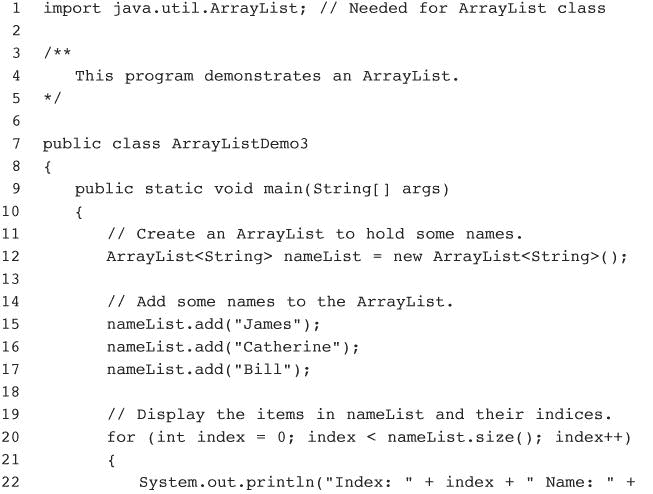 1 import java.util.ArrayList; // Needed for ArrayList class
2
3 /**
4    This program demonstrates an ArrayList.
5 */
6
7 public class ArrayListDemo3
8 {
9    public static void main(String[] args)
10    {
11       // Create an ArrayList to hold some names.
12       ArrayList<String> nameList = new ArrayList<String>();
13
14       // Add some names to the ArrayList.
15       nameList.add("James");
16       nameList.add("Catherine");
17       nameList.add("Bill");
18
19       // Display the items in nameList and their indices.
20       for (int index = 0; index < nameList.size(); index++)
21       {
22          System.out.println("Index: " + index + " Name: " +